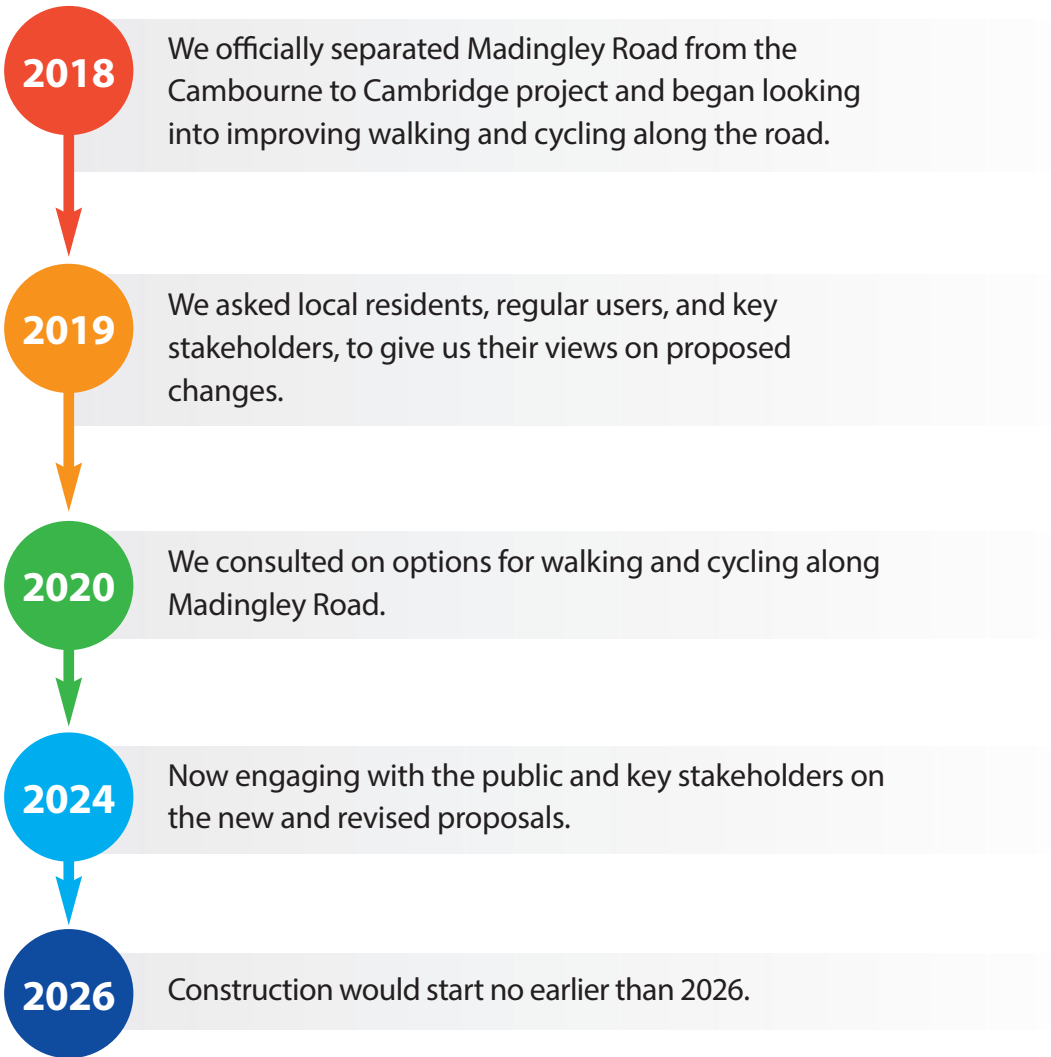 2018
We officially separated Madingley Road from the
Cambourne to Cambridge project and began looking
into improving walking and cycling along the road.
2019
We asked local residents, regular users, and key
stakeholders, to give us their views on proposed
changes.
2020
We consulted on options for walking and cycling along
Madingley Road.
2024
Now engaging with the public and key stakeholders on
the new and revised proposals.
2026
Construction would start no earlier than 2026.